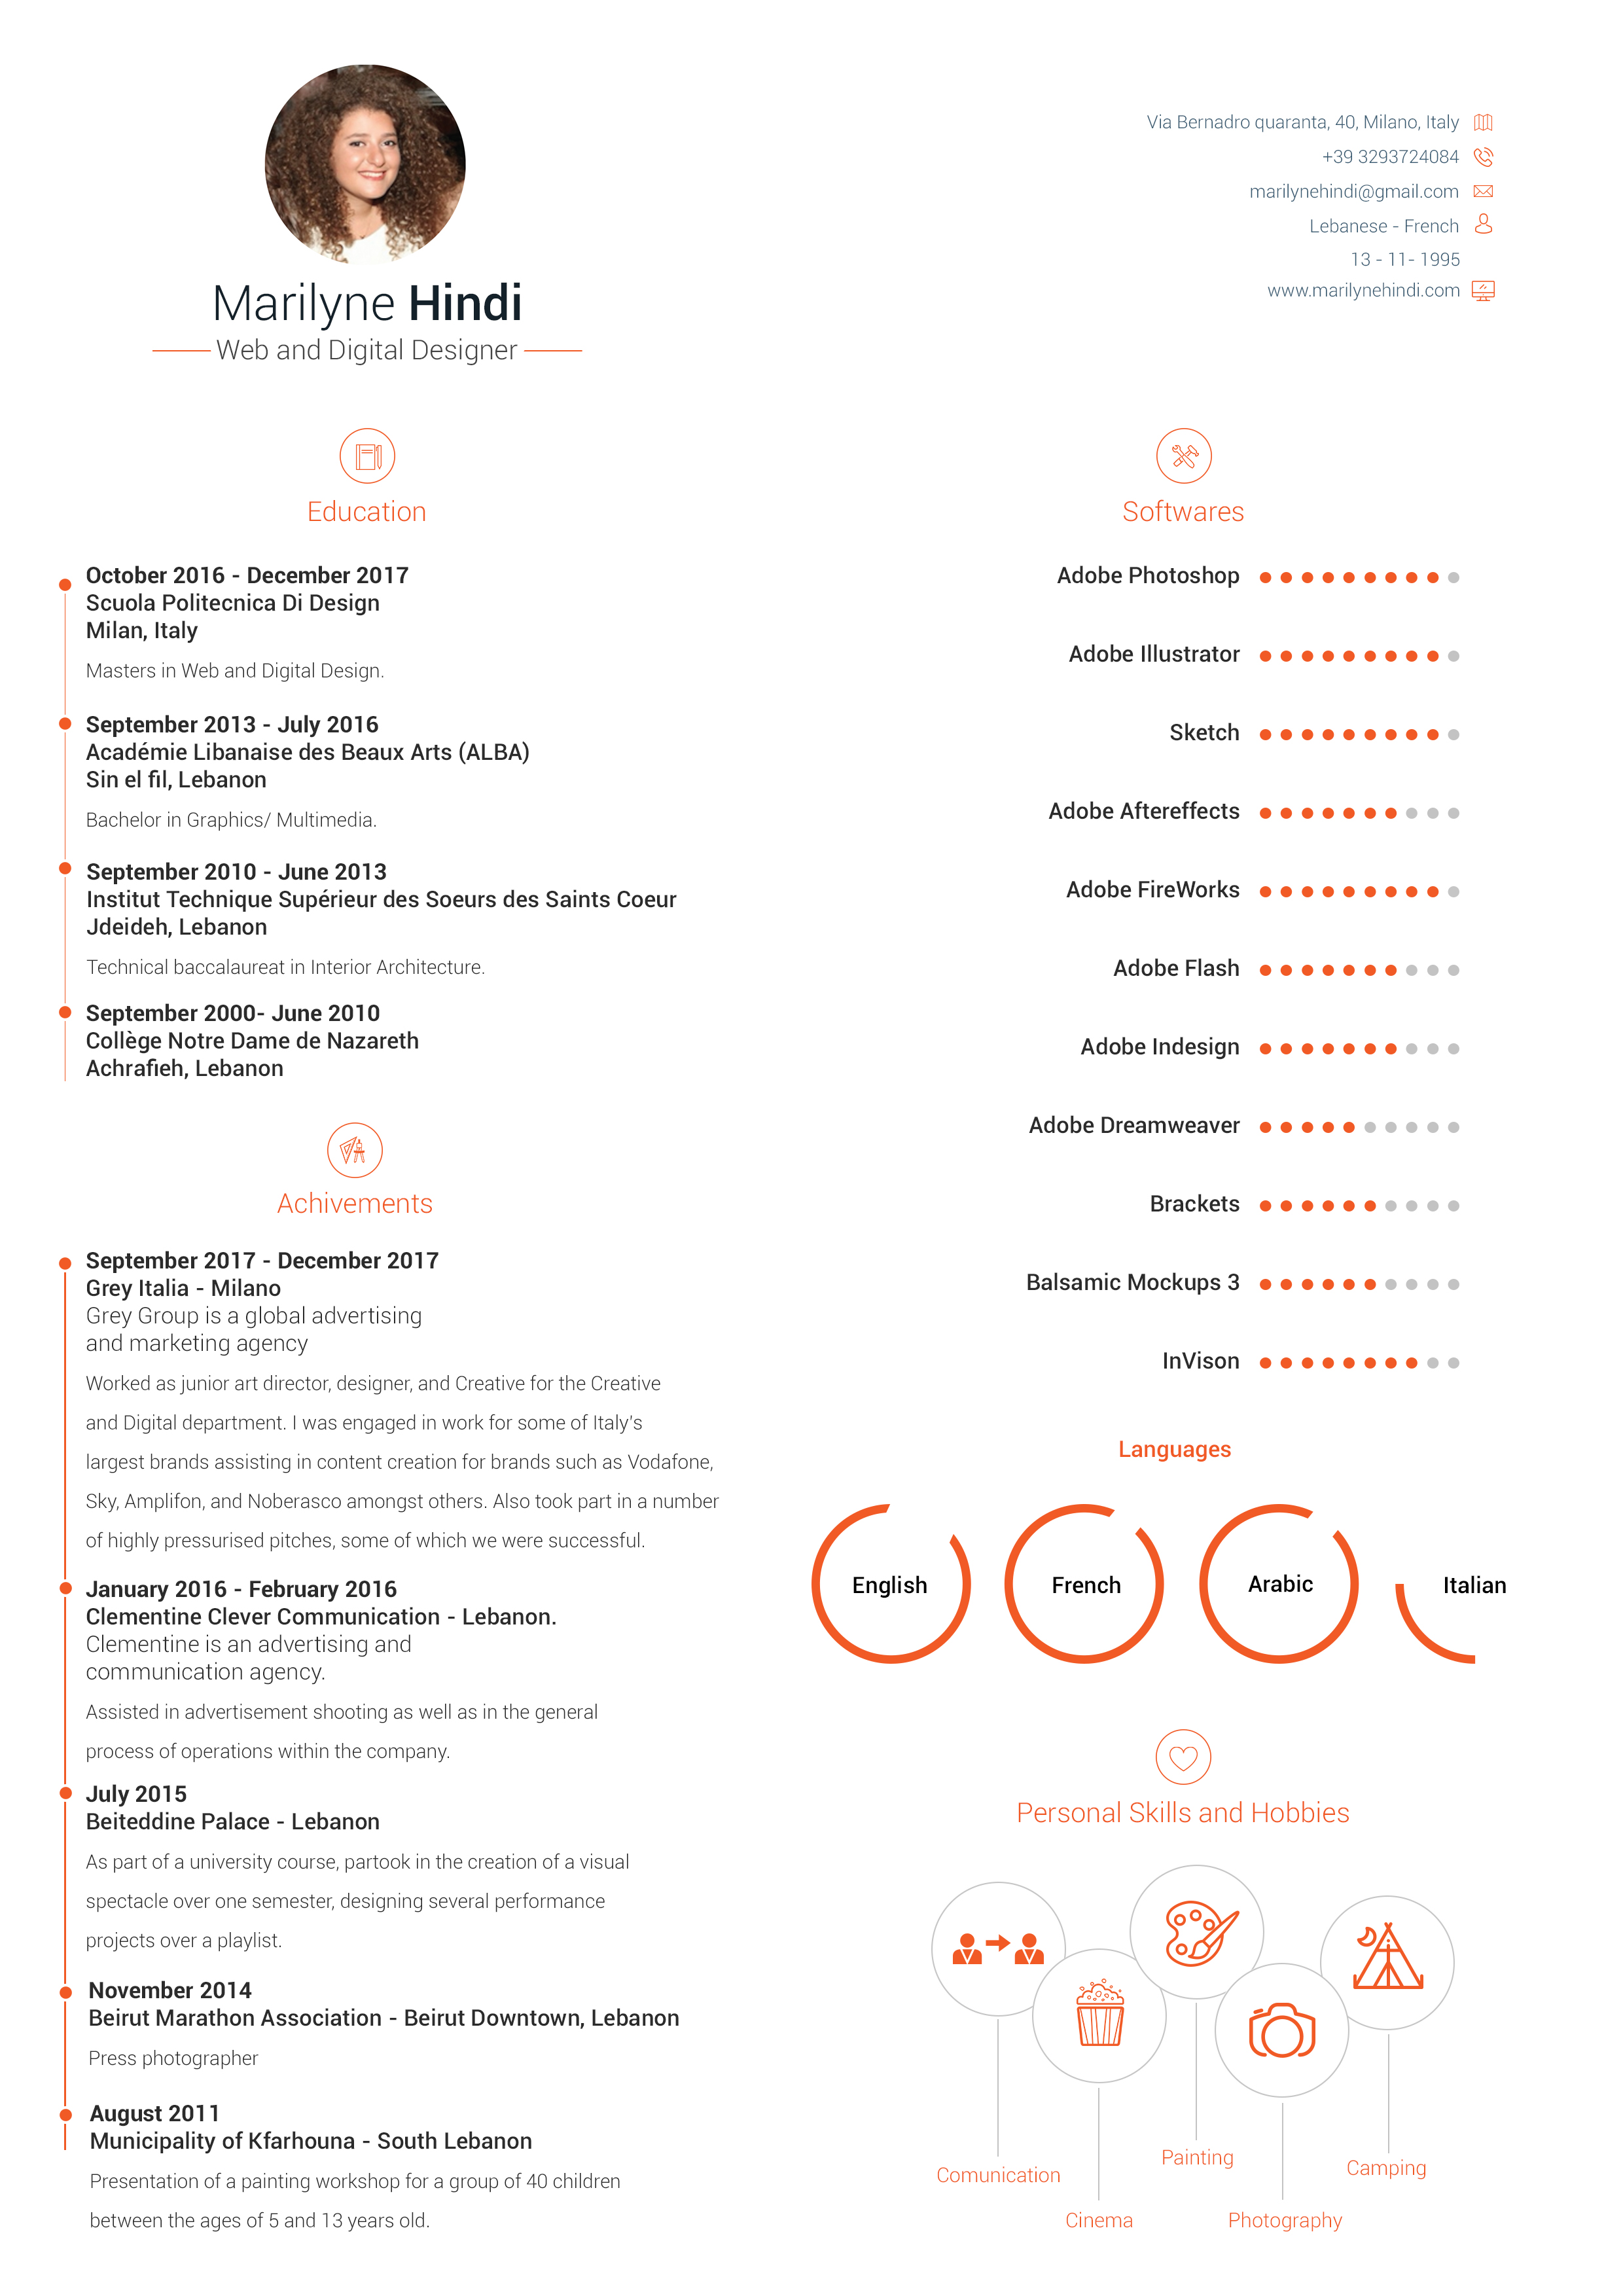 Marilyne Hindi
Web and Digital Designer
Via Bernadro quaranta, 40, Milano, Italy
+39 3293724084
marilynehindi@gmail.com
Lebanese - French
13 - 11- 1995
www.marilynehindi.com
Education
October 2016 - December 2017
Scuola Politecnica Di Design
Milan, Italy
Masters in Web and Digital Design.
September 2013 - July 2016
Académie Libanaise des Beaux Arts (ALBA)
Sin el fil, Lebanon
Bachelor in Graphics/ Multimedia.
September 2010 - June 2013
Institut Technique Supérieur des Soeurs des Saints Coeur
Jdeideh, Lebanon
Technical baccalaureat in Interior Architecture.
September 2000- June 2010
Collège Notre Dame de Nazareth
Achrafieh, Lebanon
Achivements
September 2017 - December 2017
Grey Italia - Milano
Grey Group is a global advertising
and marketing agency
Worked as junior art director, designer, and Creative for the Creative
and Digital department. I was engaged in work for some of Italy's
largest brands assisting in content creation for brands such as Vodafone,
Sky, Amplifon, and Noberasco amongst others. Also took part in a number
of highly pressurised pitches, some of which we were successful.
January 2016 - February 2016
Clementine Clever Communication - Lebanon.
Clementine is an advertising and
communication agency.
Assisted in advertisement shooting as well as in the general
process of operations within the company.
July 2015
Beiteddine Palace - Lebanon
As part of a university course, partook in the creation of a visual
spectacle over one semester, designing several performance
projects over a playlist.
November 2014
Beirut Marathon Association - Beirut Downtown, Lebanon
Press photographer
August 2011
Municipality of Kfarhouna - South Lebanon
Presentation of a painting workshop for a group of 40 children
between the ages of 5 and 13 years old.
Softwares
Adobe Photoshop
Adobe Illustrator
Sketch
Adobe Aftereffects
Adobe FireWorks
Adobe Flash
Adobe Indesign
Adobe Dreamweaver
Brackets
Balsamic Mockups 3
InVison
Languages
English
French
Arabic
Italian
Personal Skills and Hobbies
Comunication
Cinema
Painting
Photography
Camping